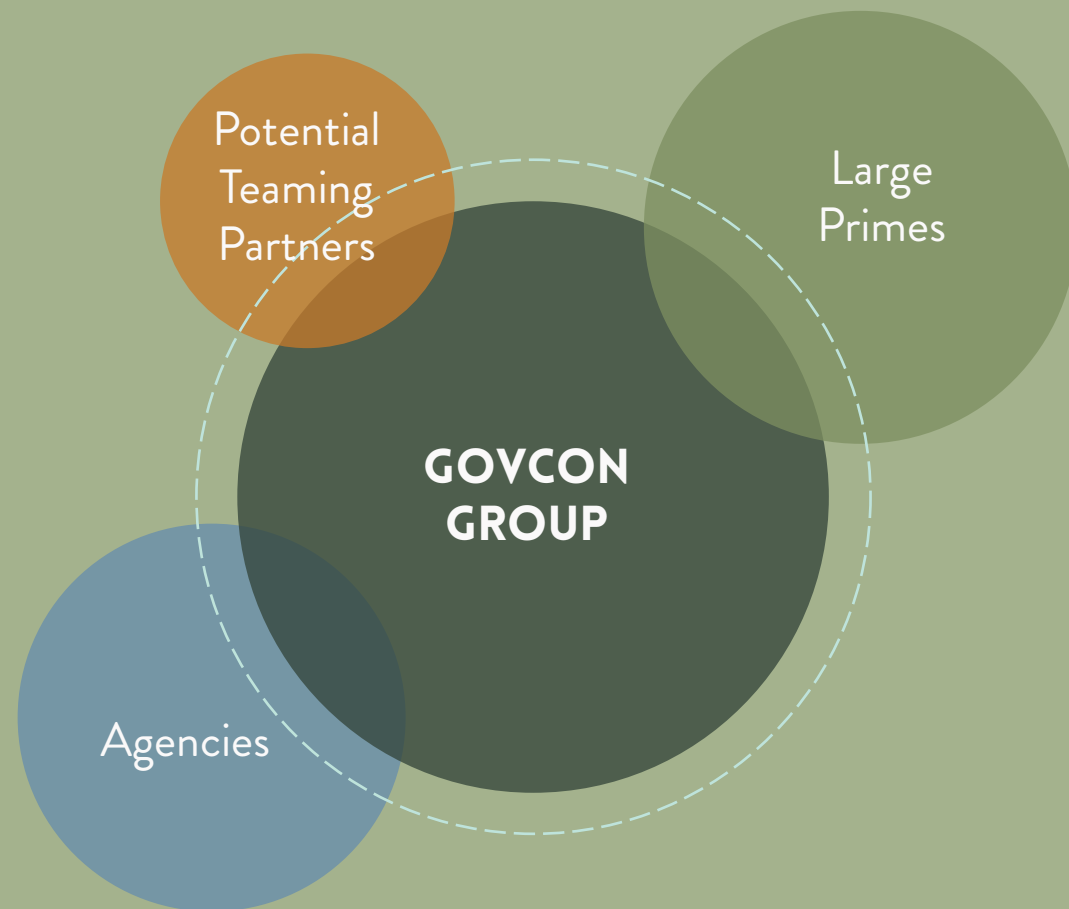 Potential
Teaming
Partners
Large
Primes
GOVCON
GROUP
Agencies